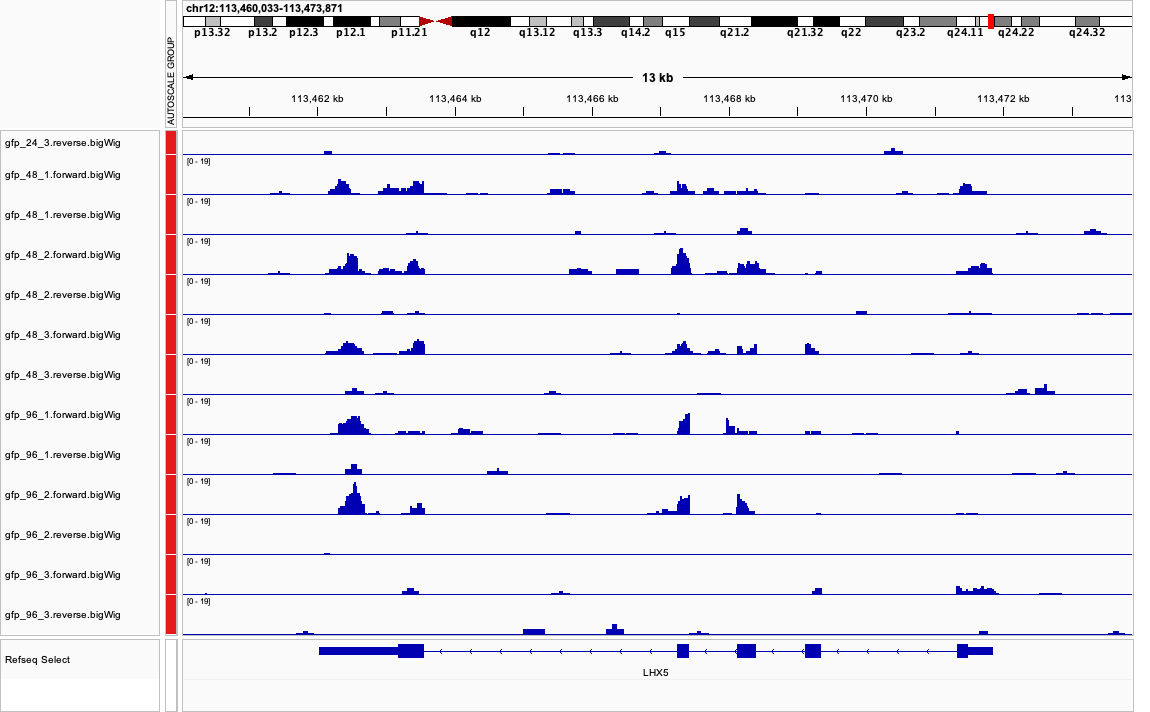 chr12:113,460,033-113,473,871
p13.32 p13.2 p12.3 p12.1 p11.21 q12 q13.12 q13.3 q14.2 q15 q21.2 q21.32 q22 q23.2 q24.11 q24.22 q24.32
AUTOSCALE GROUP
13 kb
113,462 kb 113,464 kb 113,466 kb 113,468 kb 113,470 kb 113,472 kb 113
gfp_24_3.reverse.bigWig
[0 - 19]
gfp_48_1.forward.bigWig
[0 - 19]
gfp_48_1.reverse.bigWig
[0 - 19]
gfp_48_2.forward.bigWig
[0 - 19]
gfp_48_2.reverse.bigWig
[0 - 19]
gfp_48_3.forward.bigWig
[0 - 19]
gfp_48_3.reverse.bigWig
[0 - 19]
gfp_96_1.forward.bigWig
[0 - 19]
gfp_96_1.reverse.bigWig
[0 - 19]
gfp_96_2.forward.bigWig
[0 - 19]
gfp_96_2.reverse.bigWig
[0 - 19]
gfp_96_3.forward.bigWig
[0 - 19]
gfp_96_3.reverse.bigWig
Refseq Select
LHX5